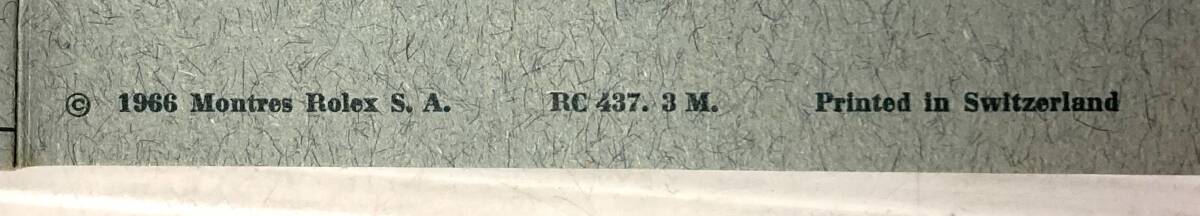 © 1966 Montres Rolex S. A. RC 437. 3 M. Printed in Switzerland